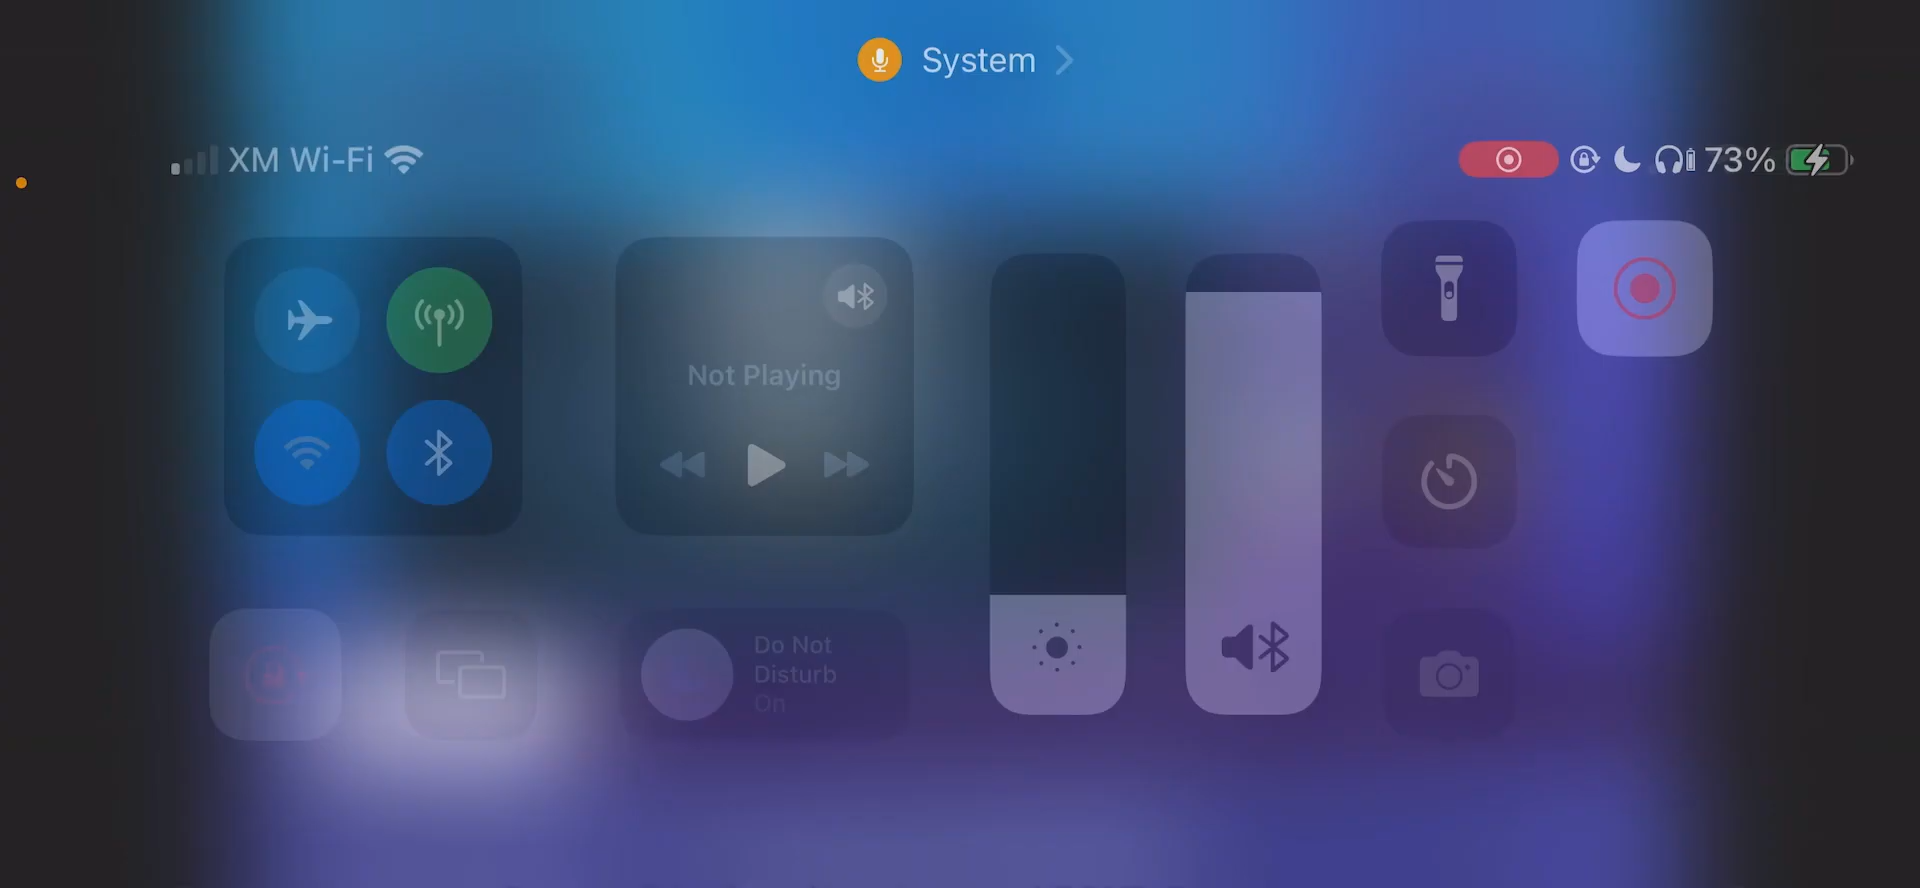 System
XM Wi-Fi
73%
Not Playing
Do Not
Disturb
On